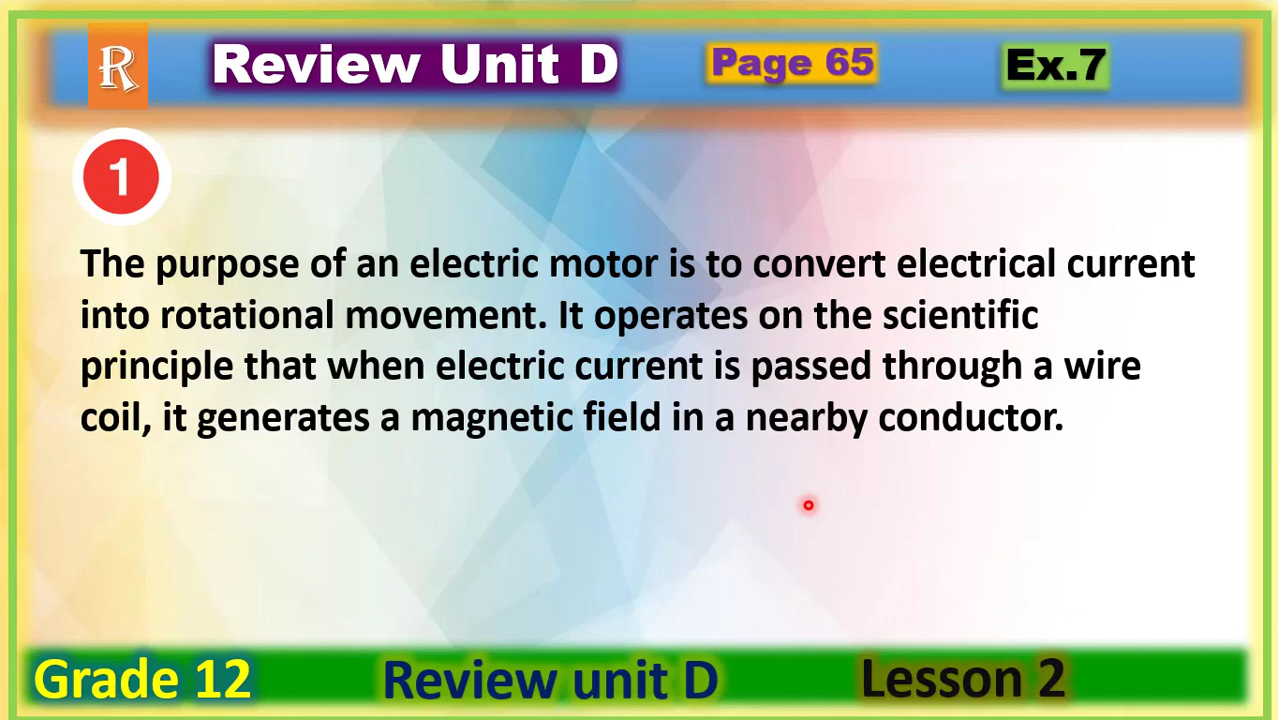 R Review Unit D Page 65 Ex.7
1
The purpose of an electric motor is to convert electrical current
into rotational movement. It operates on the scientific
principle that when electric current is passed through a wire
coil, it generates a magnetic field in a nearby conductor.
Grade 12 Review unit D Lesson 2